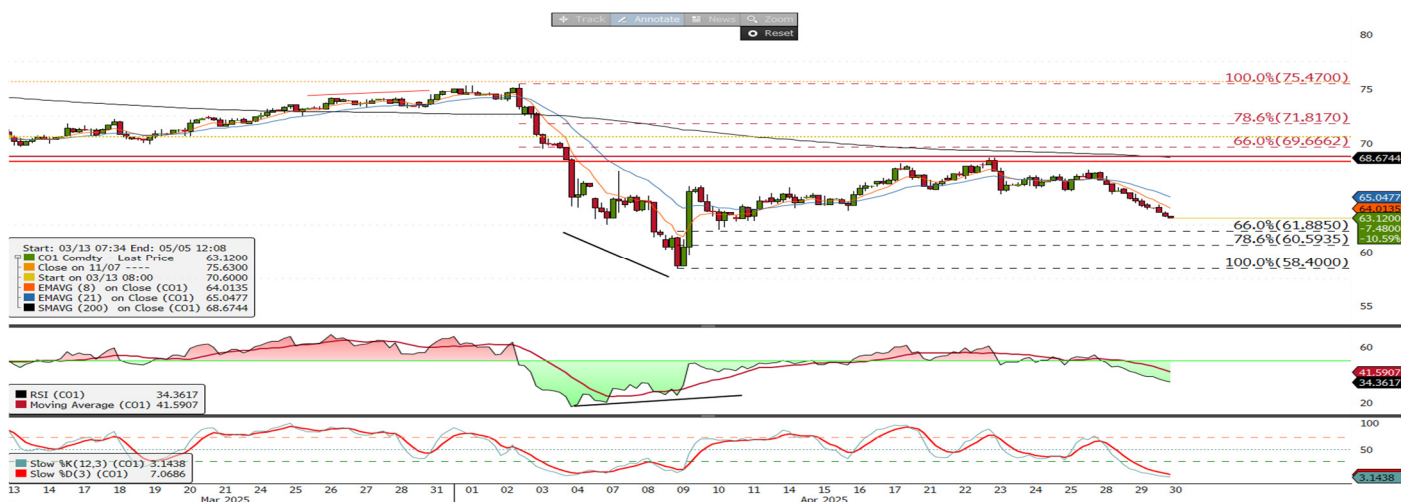 Track Annotate News Zoom
Reset
80
100.0%(75.4700)
75
78.6%(71.8170)
66.0%(69.6662)
70
68.6744
65.0477
64.0135
63.1200
-7.4800
-10.59%
66.0%(61.8850)
78.6%(60.5935)
60
100.0%(58.4000)
55
Start: 03/13 07:34 End: 05/05 12:08
CO1 Comdty Last Price 63.1200
Close on 11/07 ---- 75.6300
Start on 03/13 08:00 70.6000
EMAVG (8) on Close (CO1) 64.0135
EMAVG (21) on Close (CO1) 65.0477
SMAVG (200) on Close (CO1) 68.6744
60
41.5907
34.3617
20
RSI (CO1) 34.3617
Moving Average (CO1) 41.5907
100
50
3.1438
Slow %K(12,3) (CO1) 3.1438
Slow %D(3) (CO1) 7.0686
13 14 17 18 19 20 21 24 25 26 27 28 31 01 02 03 04 07 08 09 10 11 14 15 16 17 21 22 23 24 25 28 29 30
Mar 2025 Apr 2025